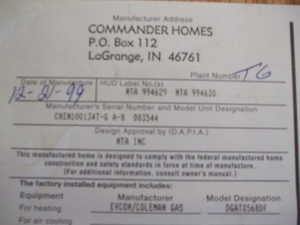 Manufacturer Address
COMMANDER HOMES
P.O. Box 112
LaGrange, IN 46761
Plant Number T6
Date of Manufacture HUD Label No.(s)
12-21-99 NTA 994629 NTA 994630
Manufacturer's Serial Number and Model Unit Designation
003544
Design Approval by (D.A.P.I.A.)
NTA INC
This manufactured home is designed to comply with the federal manufactured home
construction and safety standards in force at time of manufacture.
(For additional information, consult owner's manual.)
The factory installed equipment includes:
Equipment Manufacturer Model Designation
For heating EVCON/COLEMAN GAS DGAT056BDF
For air cooling